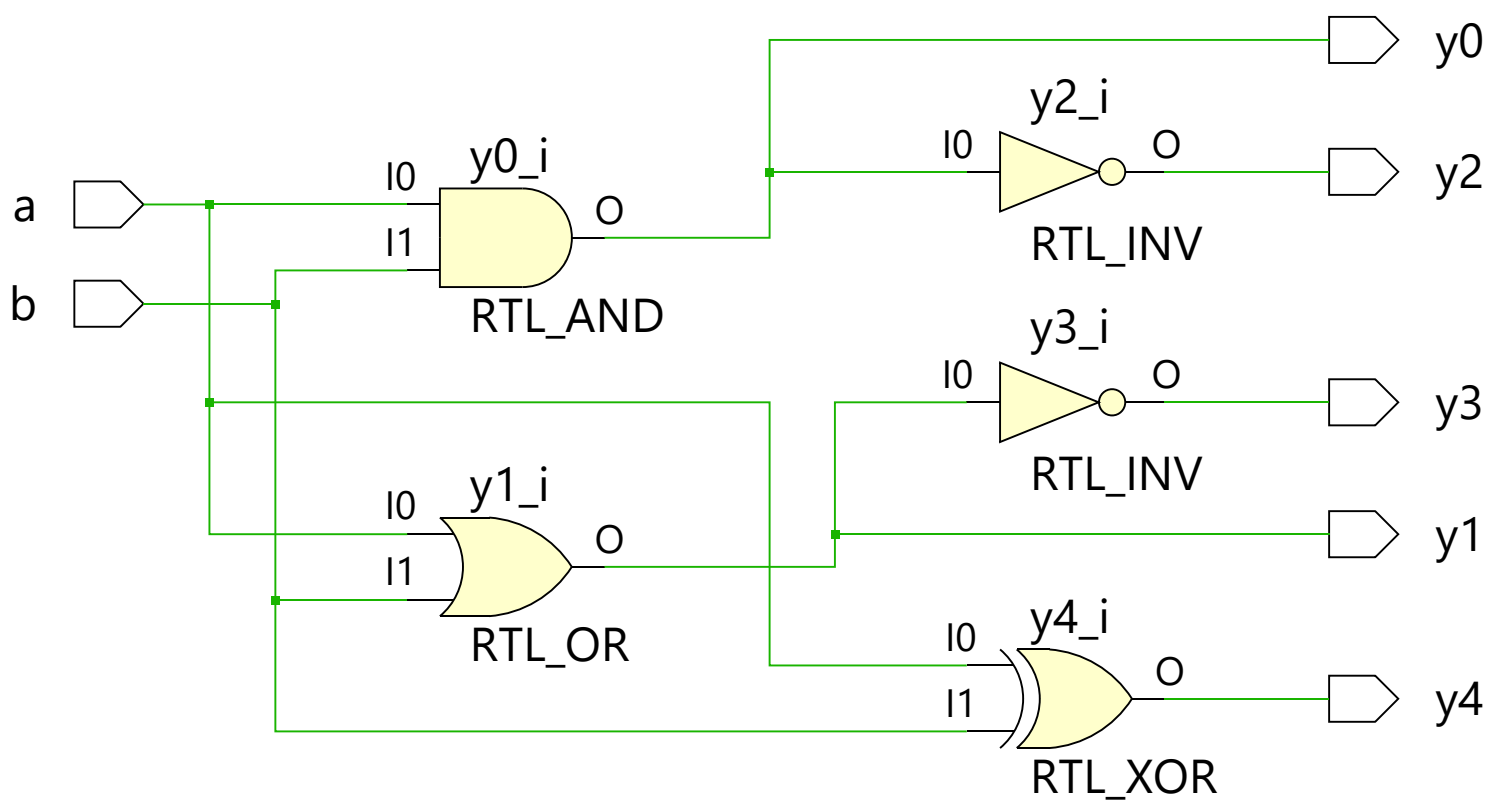 y0
y2_i
I0
O
y2
RTL_INV
y0_i
a
I0
O
I1
b
RTL_AND
y3_i
I0
O
y3
RTL_INV
y1_i
I0
O
I1
y1
RTL_OR
y4_i
I0
O
I1
y4
RTL_XOR